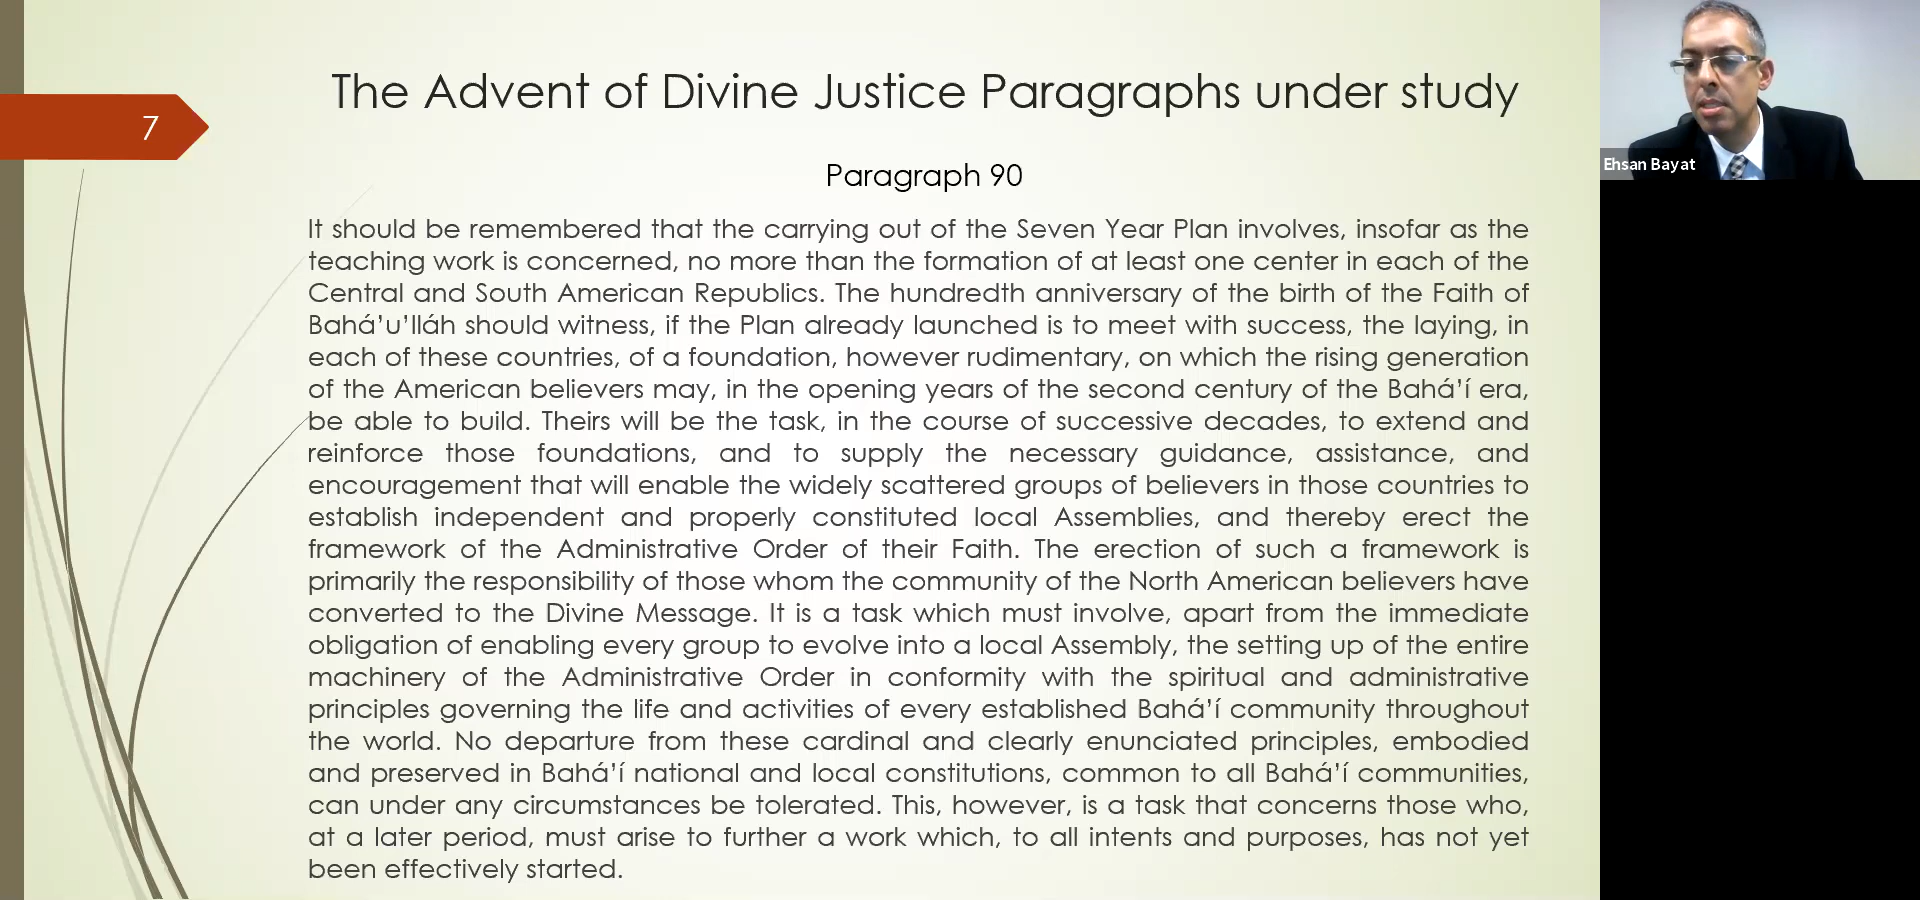 The Advent of Divine Justice Paragraphs under study
7
Paragraph 90
It should be remembered that the carrying out of the Seven Year Plan involves, insofar as the
teaching work is concerned, no more than the formation of at least one center in each of the
Central and South American Republics. The hundredth anniversary of the birth of the Faith of
Bahá’u’lláh should witness, if the Plan already launched is to meet with success, the laying, in
each of these countries, of a foundation, however rudimentary, on which the rising generation
of the American believers may, in the opening years of the second century of the Bahá’í era,
be able to build. Theirs will be the task, in the course of successive decades, to extend and
reinforce those foundations, and to supply the necessary guidance, assistance, and
encouragement that will enable the widely scattered groups of believers in those countries to
establish independent and properly constituted local Assemblies, and thereby erect the
framework of the Administrative Order of their Faith. The erection of such a framework is
primarily the responsibility of those whom the community of the North American believers have
converted to the Divine Message. It is a task which must involve, apart from the immediate
obligation of enabling every group to evolve into a local Assembly, the setting up of the entire
machinery of the Administrative Order in conformity with the spiritual and administrative
principles governing the life and activities of every established Bahá’í community throughout
the world. No departure from these cardinal and clearly enunciated principles, embodied
and preserved in Bahá’í national and local constitutions, common to all Bahá’í communities,
can under any circumstances be tolerated. This, however, is a task that concerns those who,
at a later period, must arise to further a work which, to all intents and purposes, has not yet
been effectively started.
Ehsan Bayat